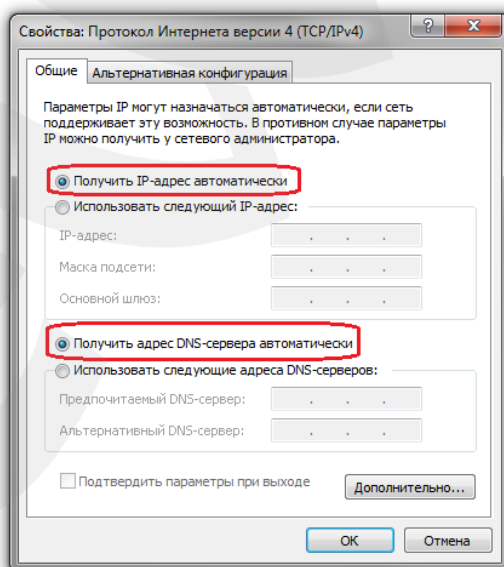 Свойства: Протокол Интернета версии 4 (TCP/IPv4)
Общие
Альтернативная конфигурация
Параметры IP могут назначаться автоматически, если сеть
поддерживает эту возможность. В противном случае параметры
IP можно получить у сетевого администратора.
Получить IP-адрес автоматически
Использовать следующий IP-адрес:
IP-адрес:
Маска подсети:
Основной шлюз:
Получить адрес DNS-сервера автоматически
Использовать следующие адреса DNS-серверов:
Предпочитаемый DNS-сервер:
Альтернативный DNS-сервер:
Подтвердить параметры при выходе
Дополнительно...
ОК
Отмена